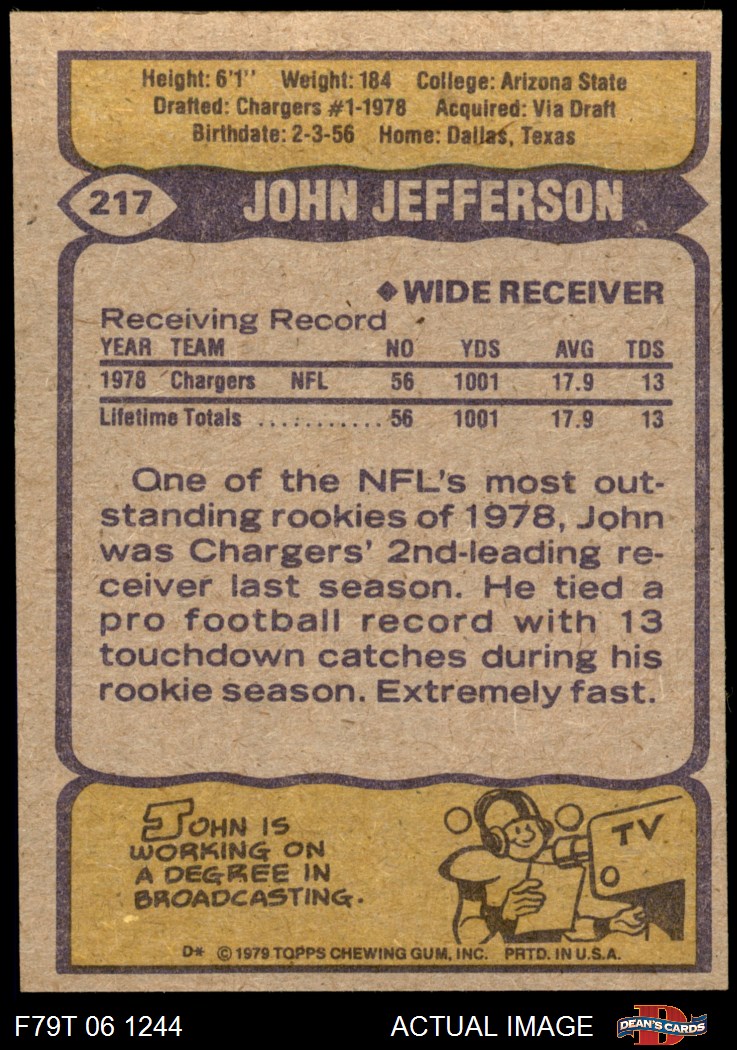 Height: 6'1" Weight: 184 College: Arizona State
Drafted: Chargers #1-1978 Acquired: Via Draft
Birthdate: 2-3-56 Home: Dallas, Texas
217 JOHN JEFFERSON
◆WIDE RECEIVER
Receiving Record
YEAR TEAM NO YDS AVG TDS
1978 Chargers NFL 56 1001 17.9 13
Lifetime Totals ........... 56 1001 17.9 13
One of the NFL's most out-
standing rookies of 1978, John
was Chargers' 2nd-leading re-
ceiver last season. He tied a
pro football record with 13
touchdown catches during his
rookie season. Extremely fast.
JOHN IS
WORKING ON
A DEGREE IN
BROADCASTING.
TV
D* © 1979 TOPPS CHEWING GUM, INC. PRTD. IN U.S.A.
F79T 06 1244 ACTUAL IMAGE D DEAN'S CARDS